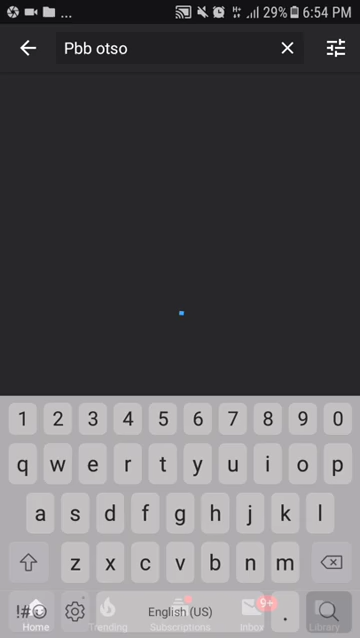 ... 29% 6:54 PM
Pbb otso
1 2 3 4 5 6 7 8 9 0
q w e r t y u i o p
a s d f g h j k l
z x c v b n m
!#☺ English (US) 9+ .
Home Trending Subscriptions Inbox Library